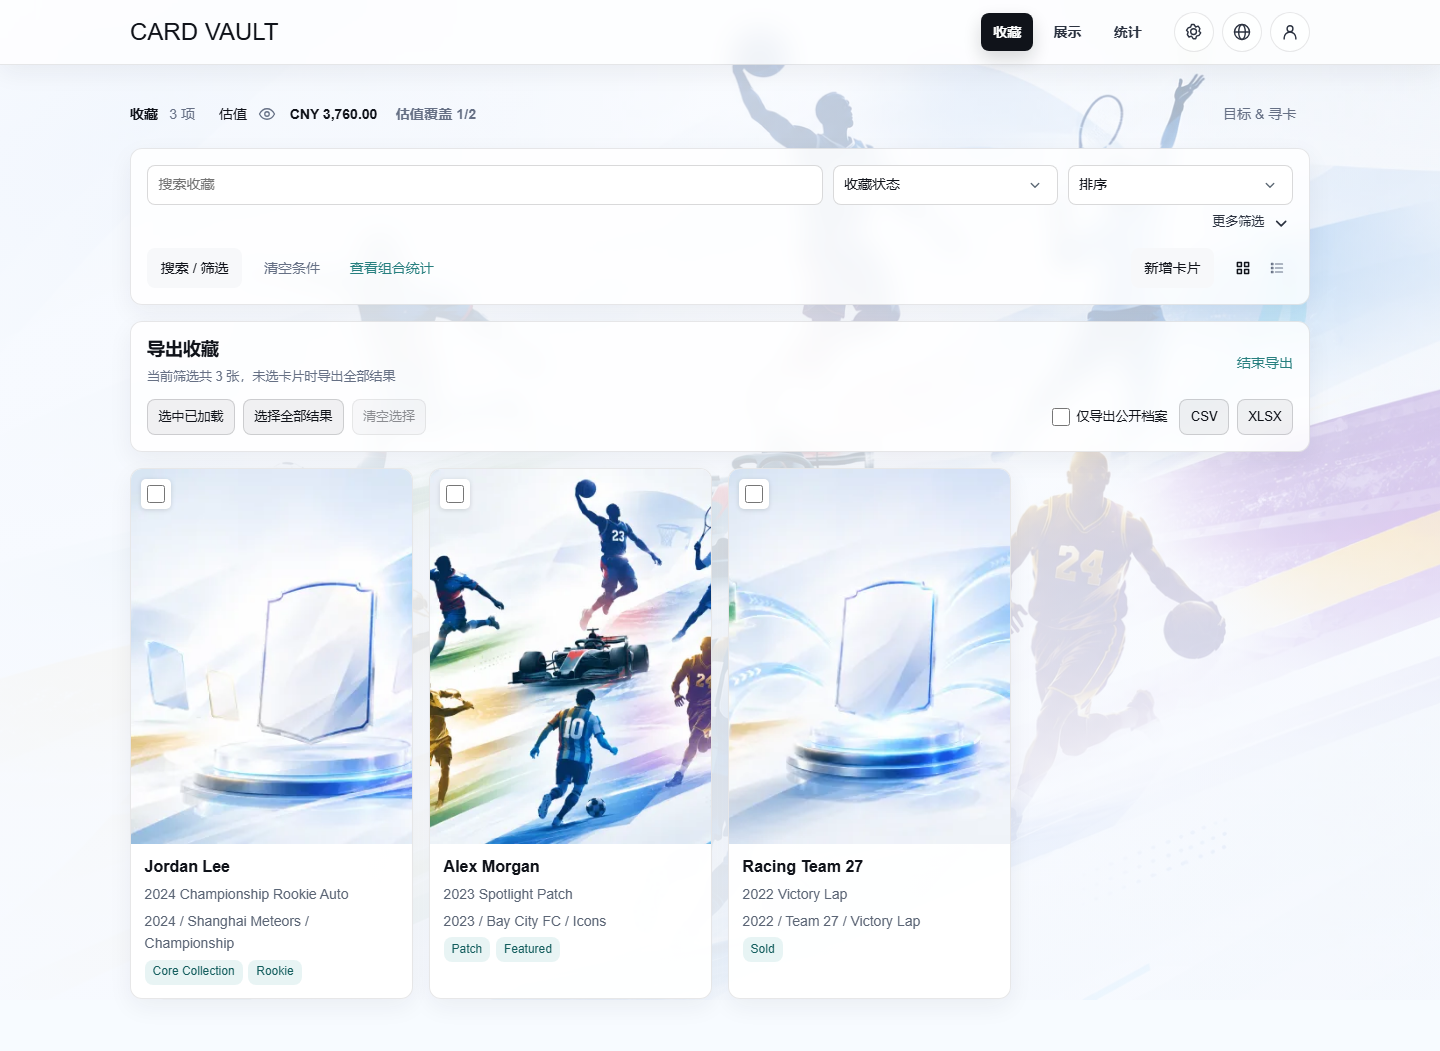 CARD VAULT
收藏 展示 统计
收藏 3 项 估值 CNY 3,760.00 估值覆盖 1/2
目标 & 寻卡
搜索收藏
收藏状态
排序
更多筛选
搜索 / 筛选 清空条件 查看组合统计
新增卡片
导出收藏
当前筛选共 3 张，未选卡片时导出全部结果
结束导出
选中已加载 选择全部结果 清空选择
仅导出公开档案 CSV XLSX
24
23
24
10
Jordan Lee
2024 Championship Rookie Auto
2024 / Shanghai Meteors /
Championship
Core Collection Rookie
Alex Morgan
2023 Spotlight Patch
2023 / Bay City FC / Icons
Patch Featured
Racing Team 27
2022 Victory Lap
2022 / Team 27 / Victory Lap
Sold